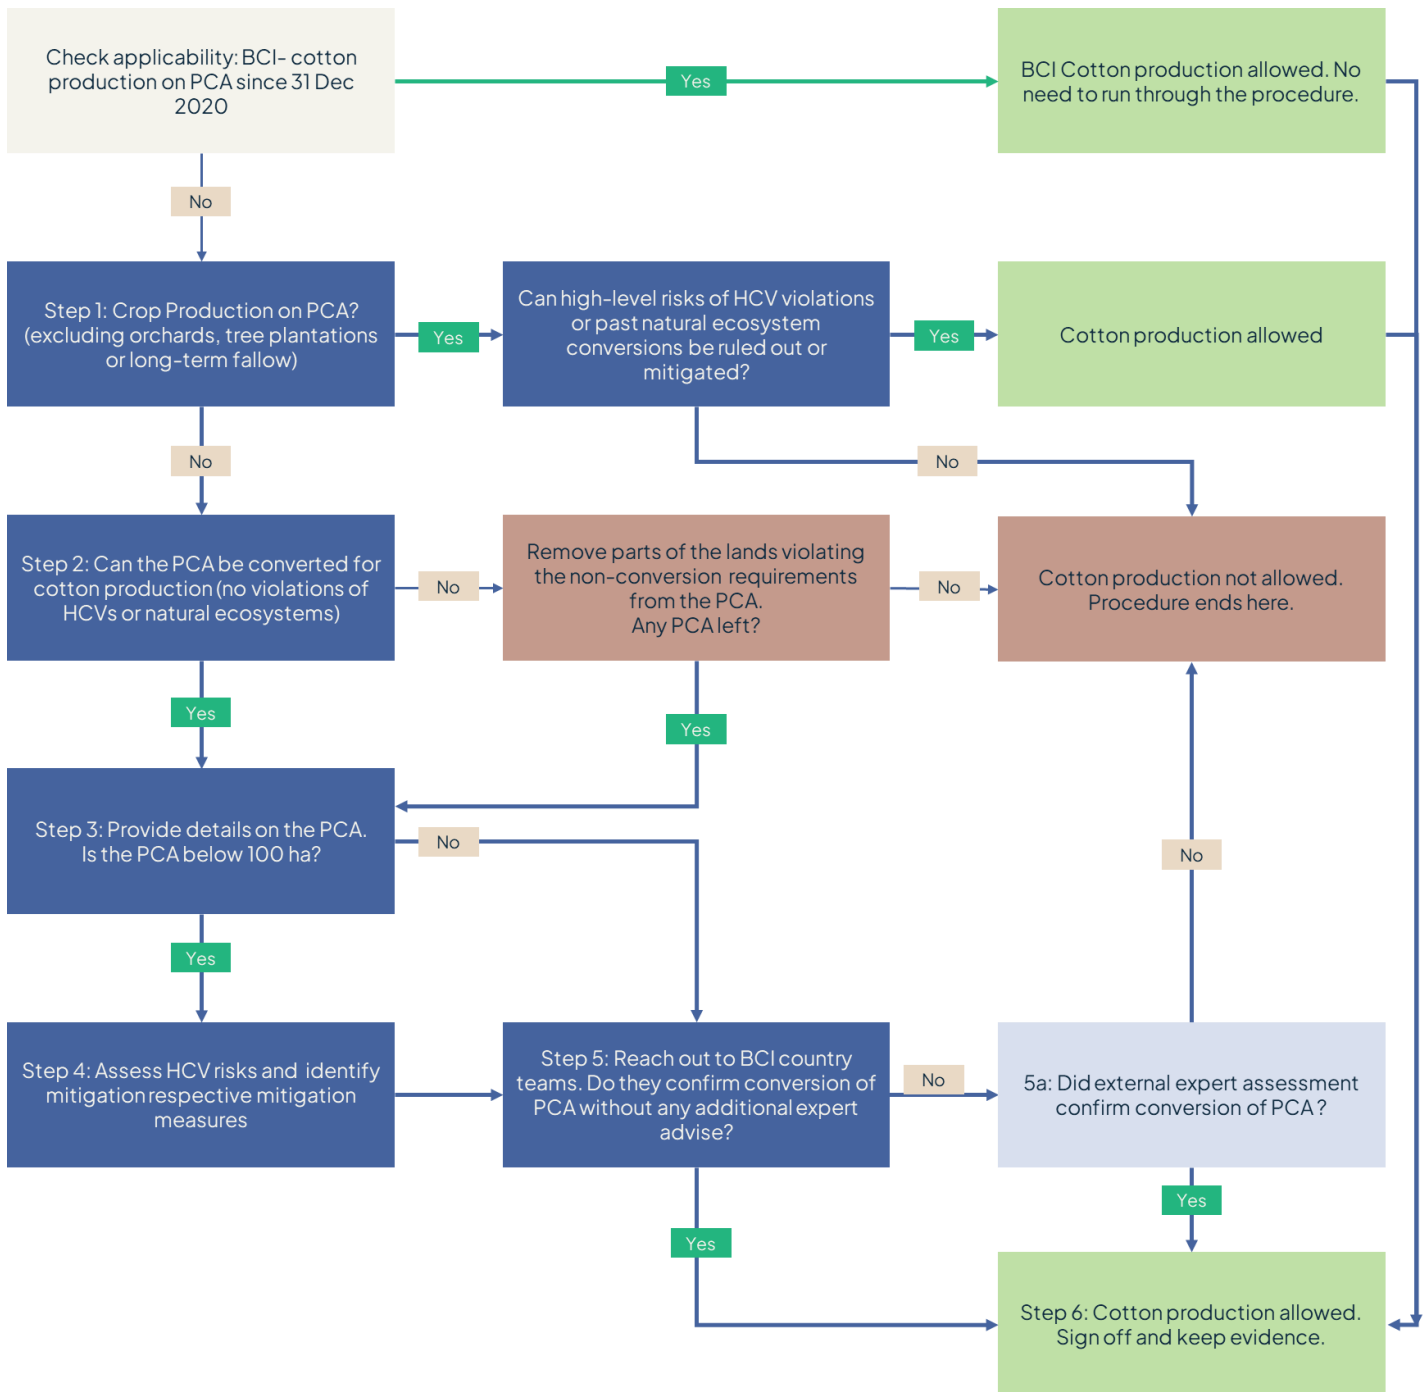 Check applicability: BCI- cotton
production on PCA since 31 Dec
2020
Yes
BCI Cotton production allowed. No
need to run through the procedure.
No
Step 1: Crop Production on PCA?
(excluding orchards, tree plantations
or long-term fallow)
Yes
Can high-level risks of HCV violations
or past natural ecosystem
conversions be ruled out or
mitigated?
Yes
Cotton production allowed
No
No
Step 2: Can the PCA be converted for
cotton production (no violations of
HCVs or natural ecosystems)
No
Remove parts of the lands violating
the non-conversion requirements
from the PCA.
Any PCA left?
No
Cotton production not allowed.
Procedure ends here.
Yes
Yes
Step 3: Provide details on the PCA.
Is the PCA below 100 ha?
No
No
Yes
Step 4: Assess HCV risks and identify
mitigation respective mitigation
measures
Step 5: Reach out to BCI country
teams. Do they confirm conversion of
PCA without any additional expert
advise?
No
5a: Did external expert assessment
confirm conversion of PCA?
Yes
Yes
Step 6: Cotton production allowed.
Sign off and keep evidence.